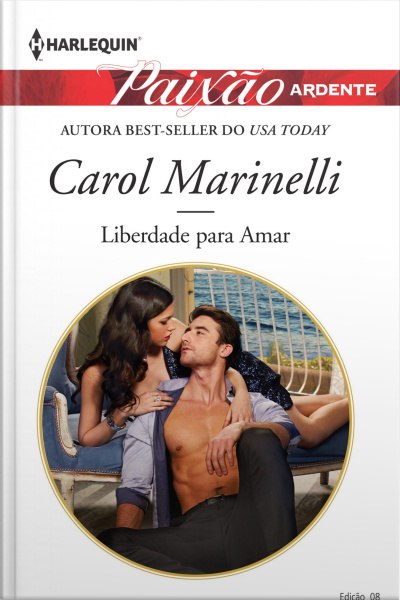 HARLEQUIN®
Paixão ARDENTE
AUTORA BEST-SELLER DO USA TODAY
Carol Marinelli
Liberdade para Amar
Edição 08